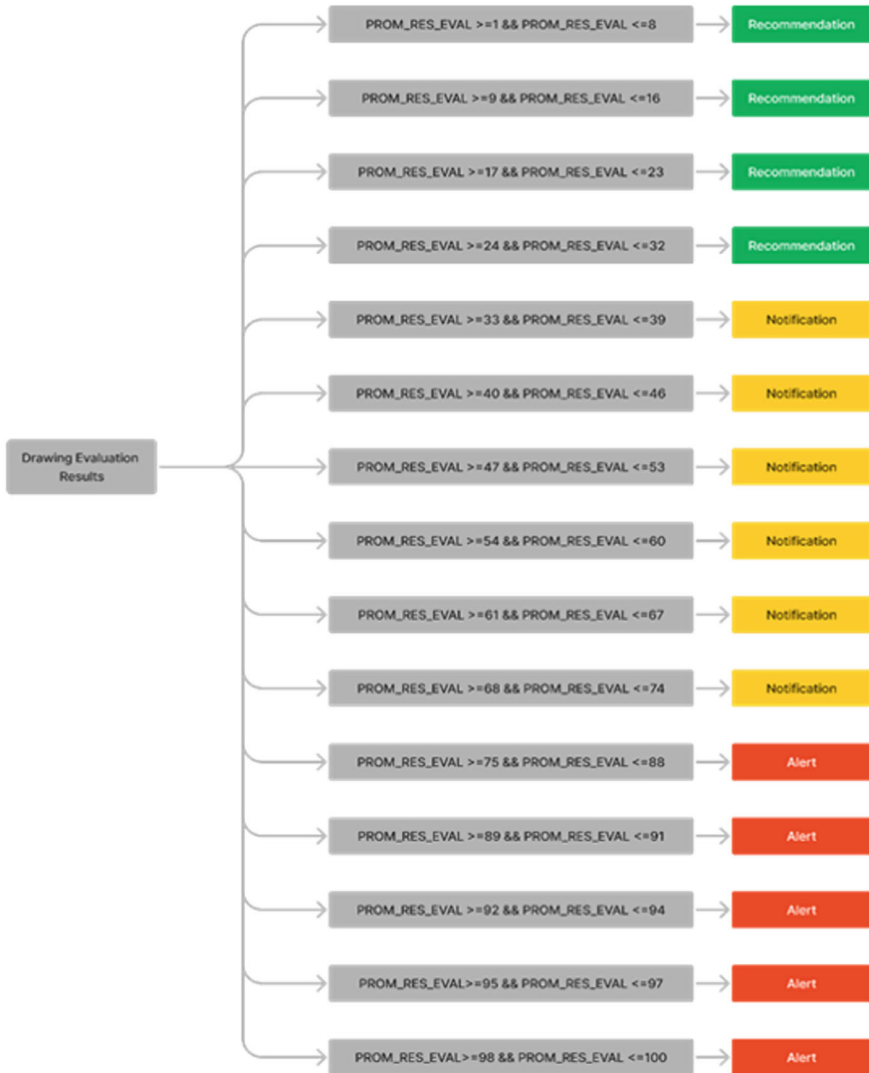 PROM_RES_EVAL >=1 && PROM_RES_EVAL <=8
Recommendation
PROM_RES_EVAL >=9 && PROM_RES_EVAL <=16
Recommendation
PROM_RES_EVAL >=17 && PROM_RES_EVAL <=23
Recommendation
PROM_RES_EVAL >=24 && PROM_RES_EVAL <=32
Recommendation
PROM_RES_EVAL >=33 && PROM_RES_EVAL <=39
Notification
PROM_RES_EVAL >=40 && PROM_RES_EVAL <=46
Notification
Drawing Evaluation
Results
PROM_RES_EVAL >=47 && PROM_RES_EVAL <=53
Notification
PROM_RES_EVAL >=54 && PROM_RES_EVAL <=60
Notification
PROM_RES_EVAL >=61 && PROM_RES_EVAL <=67
Notification
PROM_RES_EVAL >=68 && PROM_RES_EVAL <=74
Notification
PROM_RES_EVAL >=75 && PROM_RES_EVAL <=88
Alert
PROM_RES_EVAL >=89 && PROM_RES_EVAL <=91
Alert
PROM_RES_EVAL >=92 && PROM_RES_EVAL <=94
Alert
PROM_RES_EVAL>=95 && PROM_RES_EVAL <=97
Alert
PROM_RES_EVAL>=98 && PROM_RES_EVAL <=100
Alert